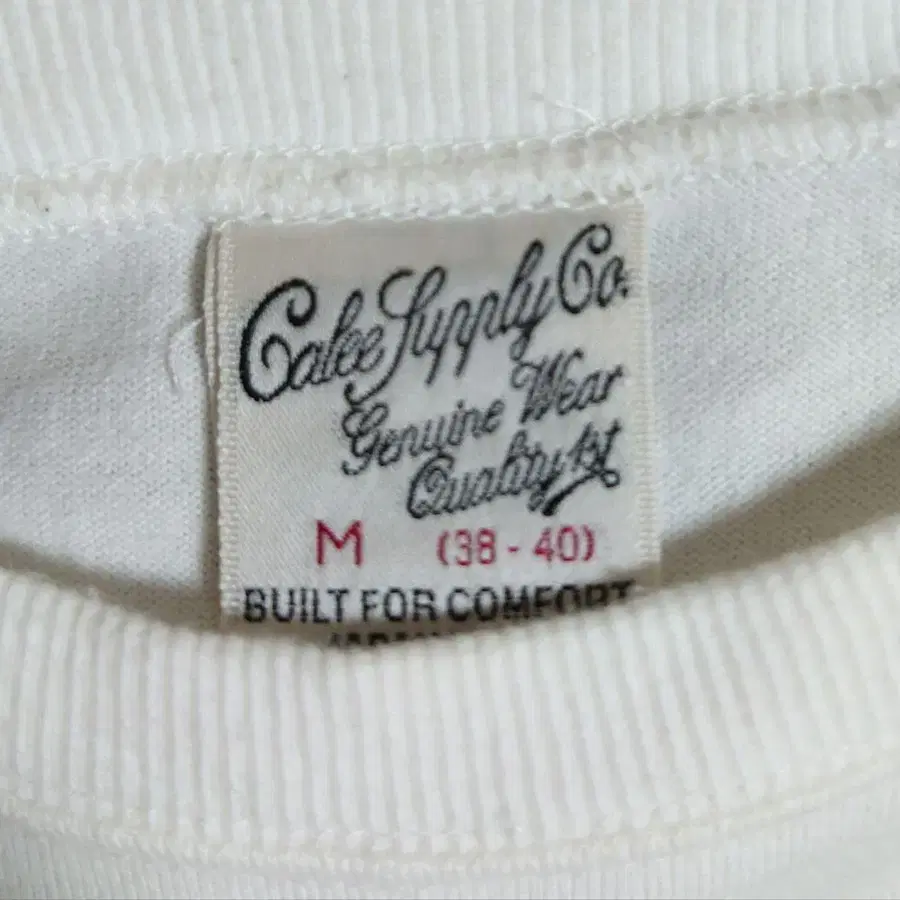 Calee Supply Co.
Genuine Wear
Quality 1st
M (38-40)
BUILT FOR COMFORT